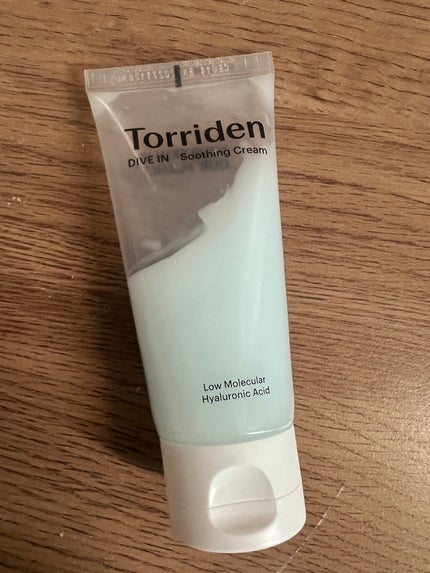 Torriden
DIVE IN Soothing Cream
Low Molecular
Hyaluronic Acid